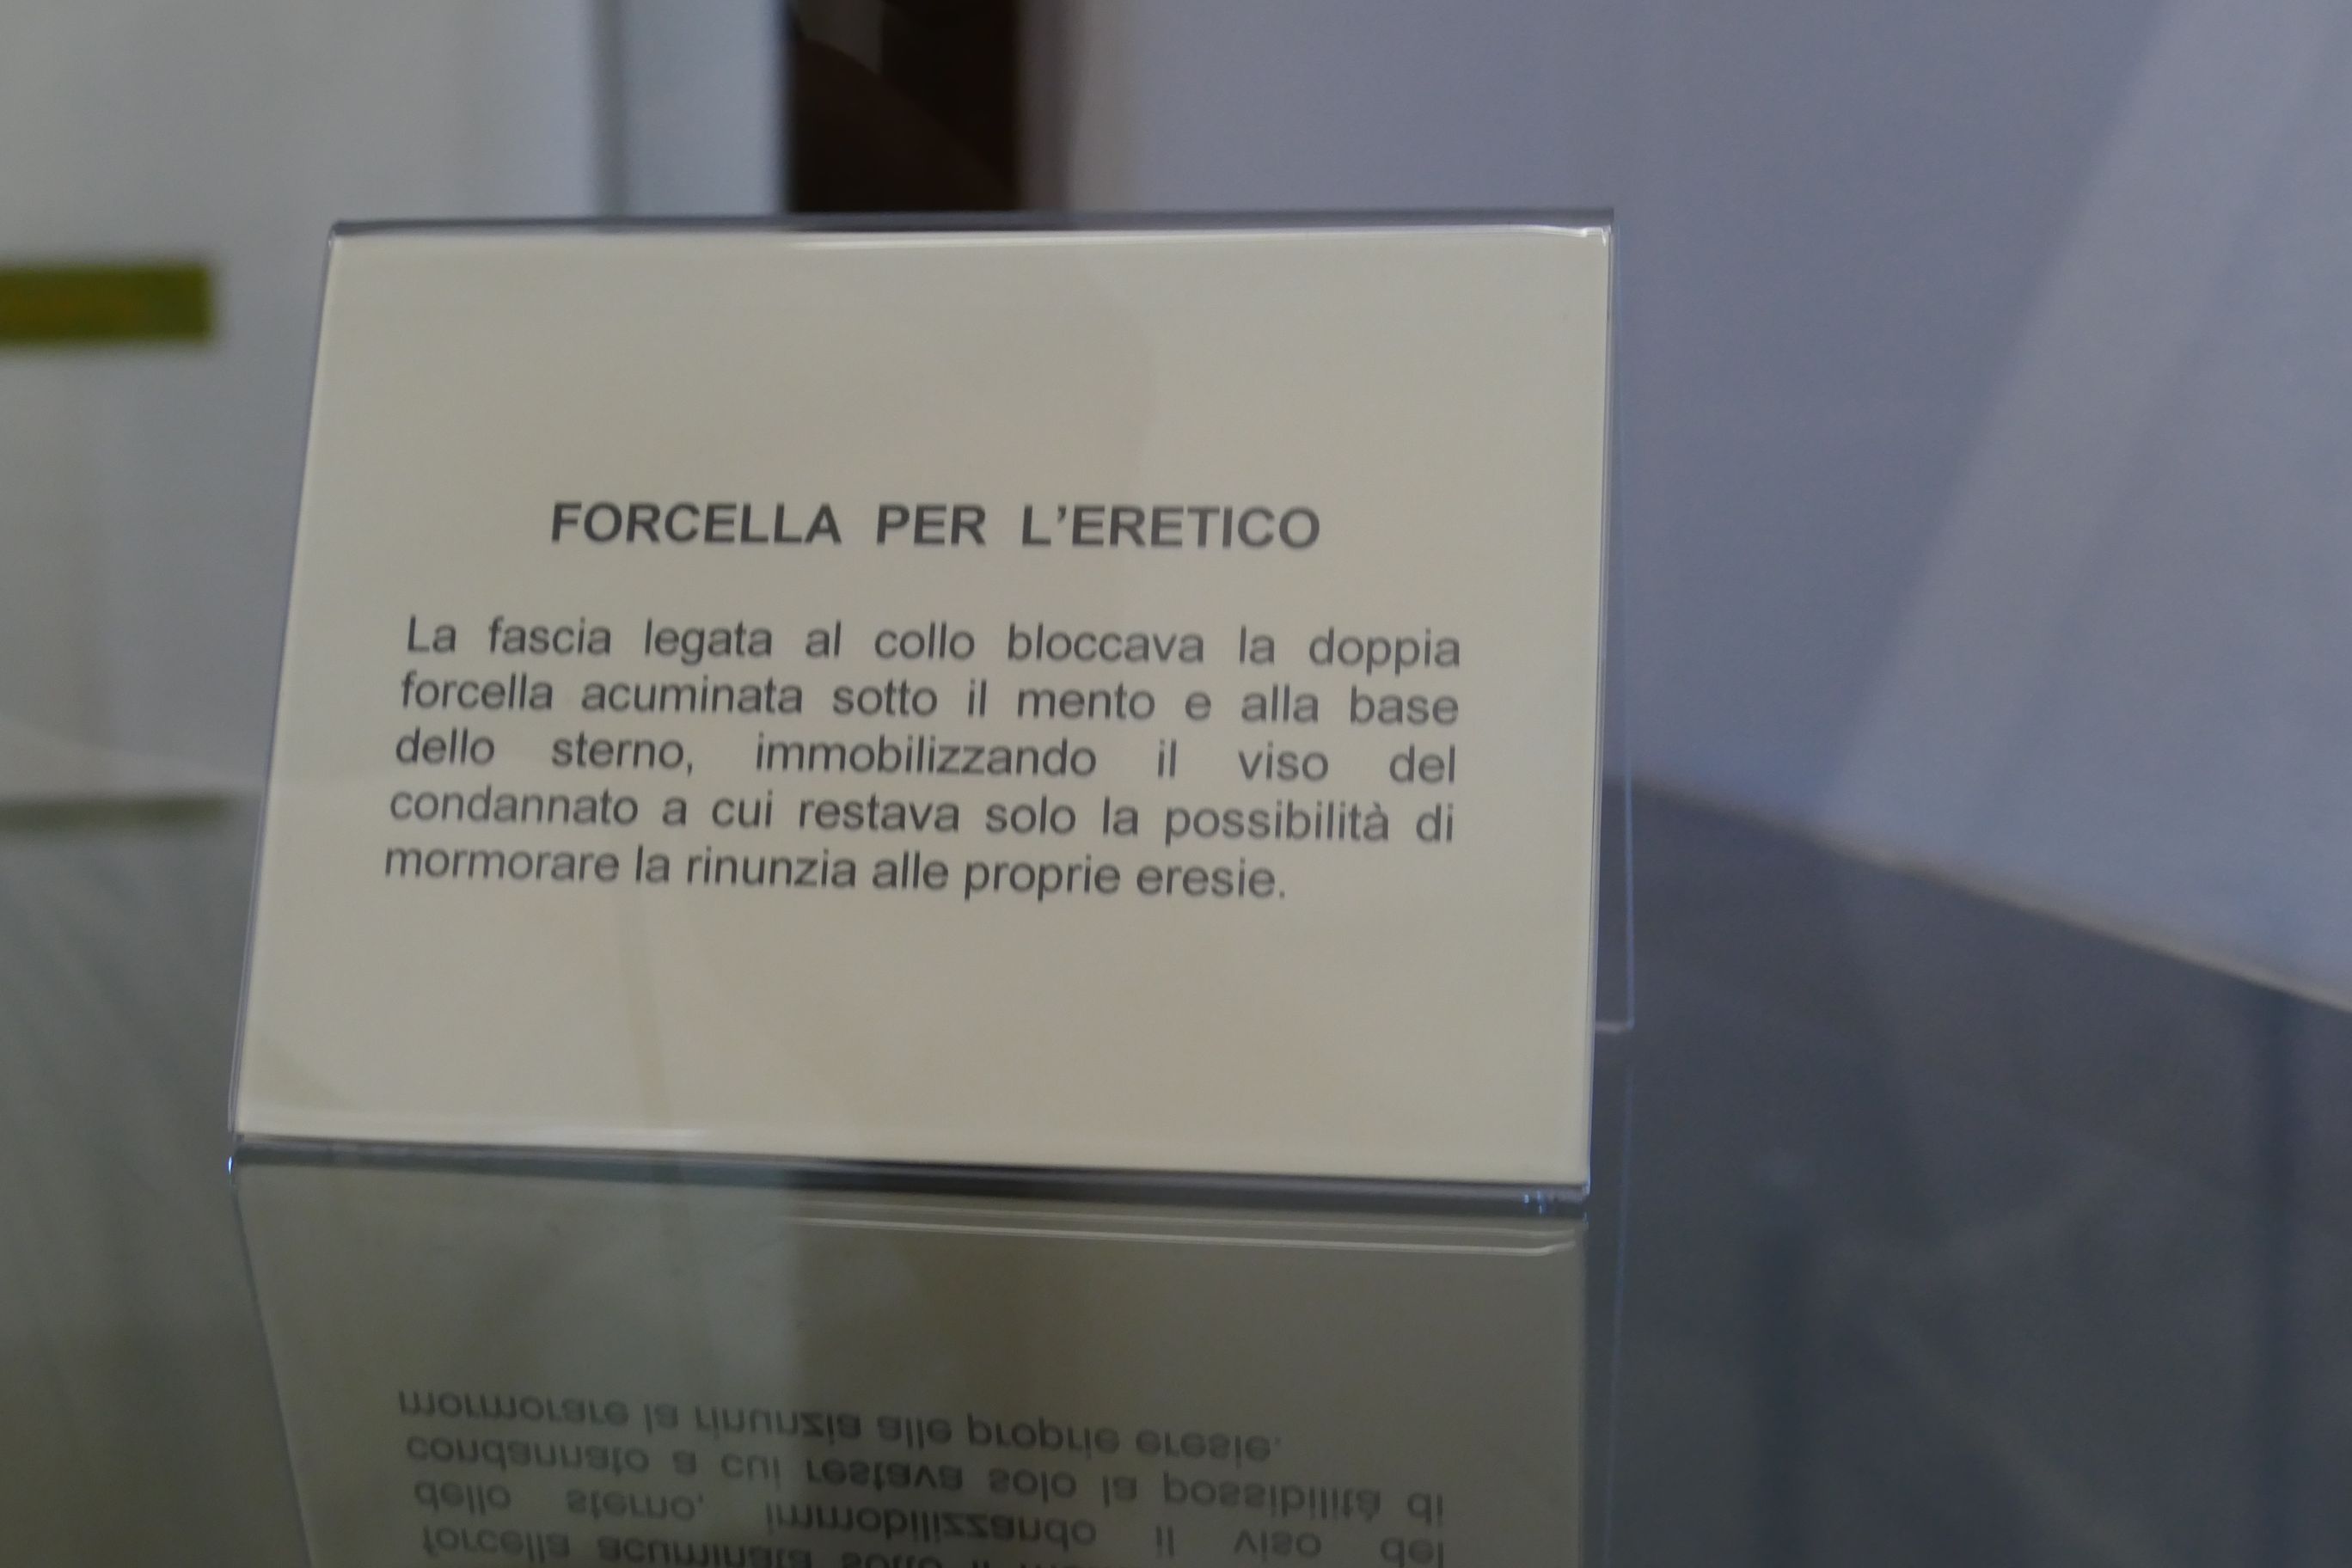 FORCELLA PER L'ERETICO
La fascia legata al collo bloccava la doppia
forcella acuminata sotto il mento e alla base
dello sterno, immobilizzando il viso del
condannato a cui restava solo la possibilità di
mormorare la rinunzia alle proprie eresie.